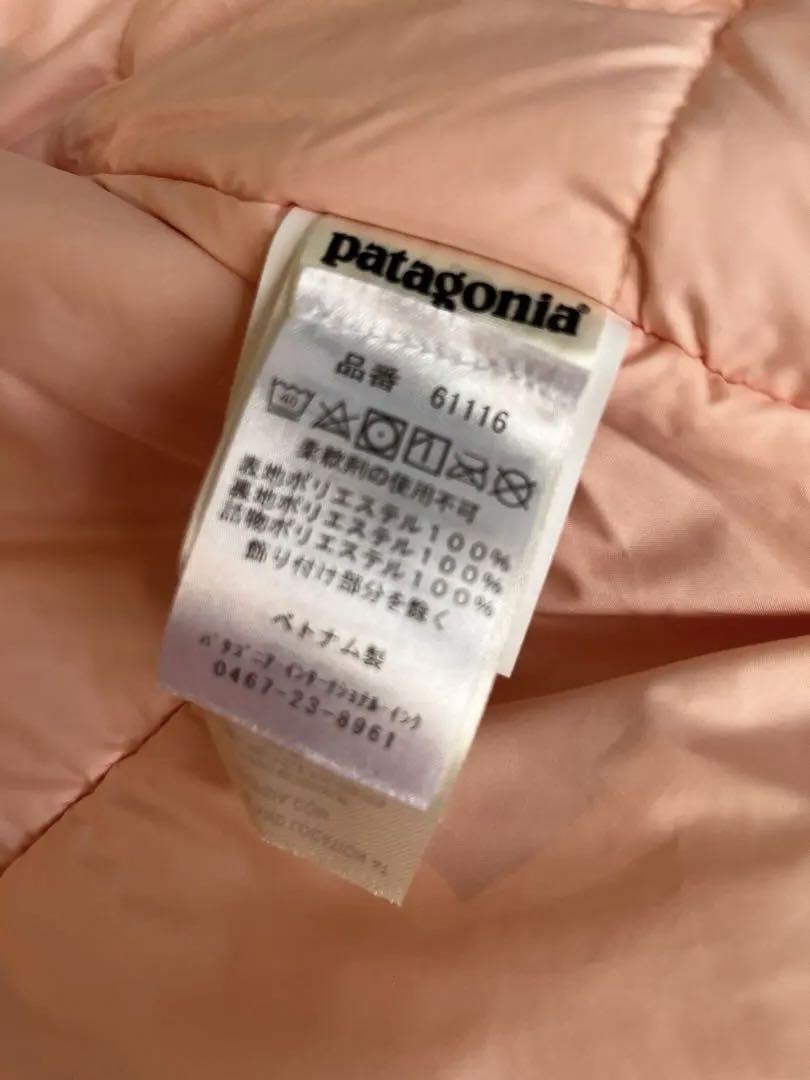 patagonia®
品番 61116
40
柔軟剤の使用不可
表地ポリエステル100%
裏地ポリエステル100%
詰物ポリエステル100%
飾り付け部分を除く
ベトナム製
パタゴニア・インターナショナル・インク
0467-23-8961